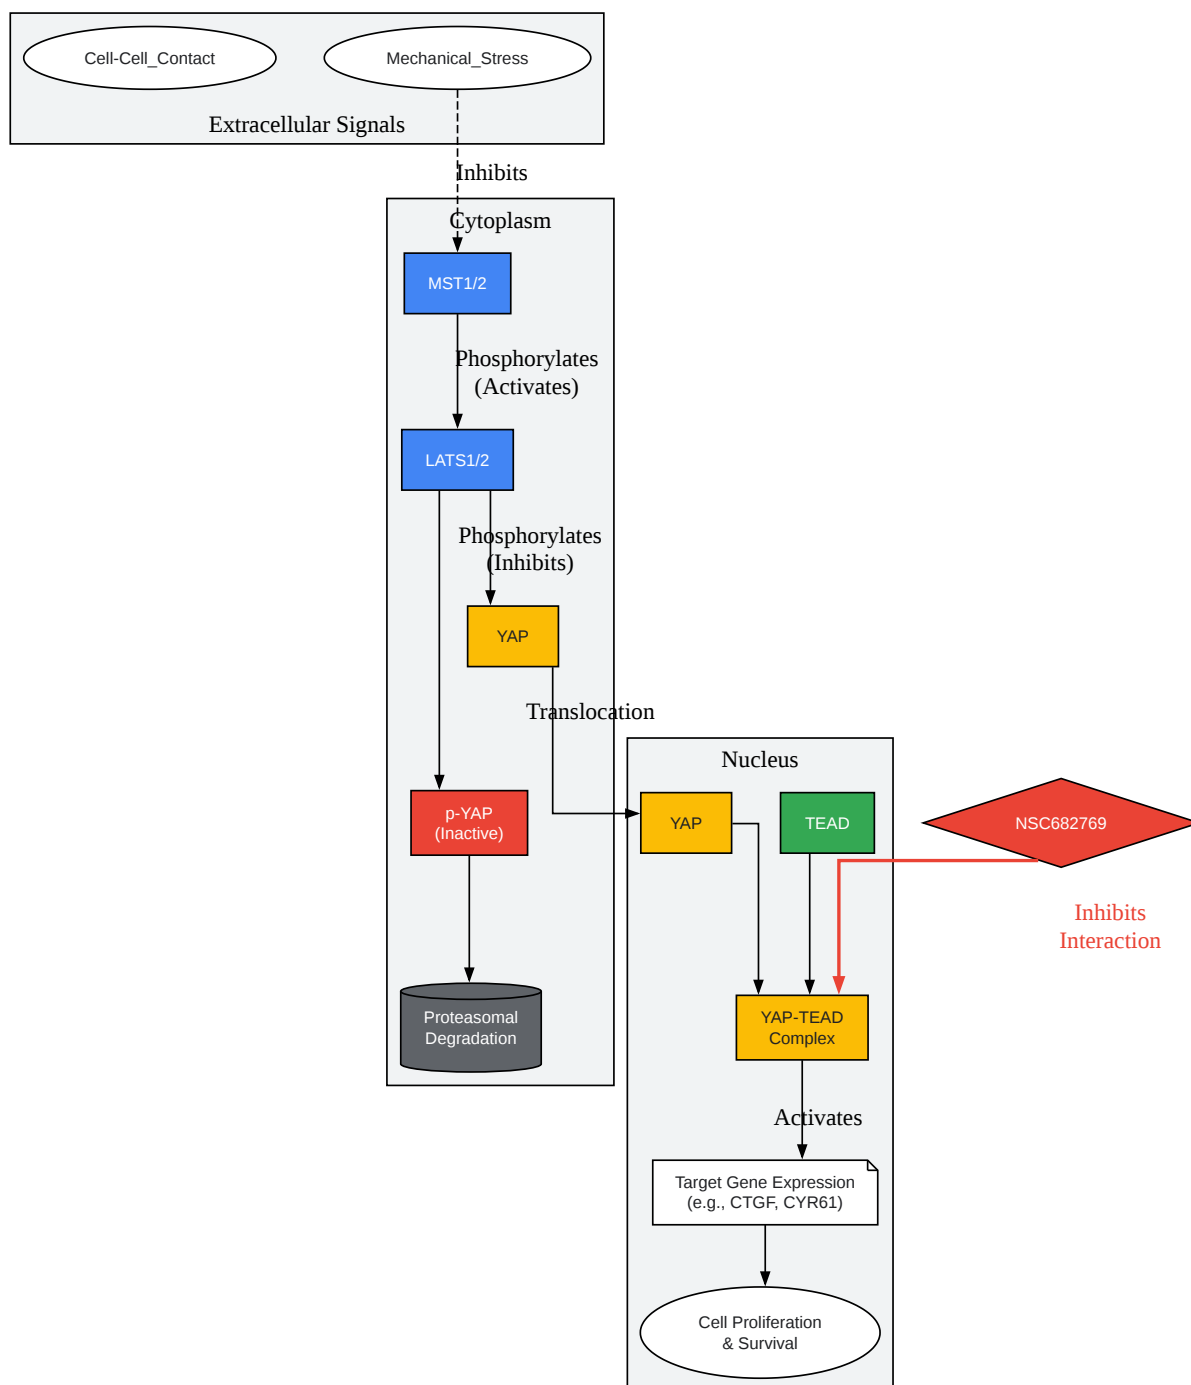 Cell-Cell_Contact
Mechanical_Stress
Extracellular Signals
Inhibits
Cytoplasm
MST1/2
Phosphorylates
(Activates)
LATS1/2
Phosphorylates
(Inhibits)
YAP
Translocation
Nucleus
p-YAP
(Inactive)
YAP
TEAD
NSC682769
Inhibits
Interaction
Proteasomal
Degradation
YAP-TEAD
Complex
Activates
Target Gene Expression
(e.g., CTGF, CYR61)
Cell Proliferation
& Survival